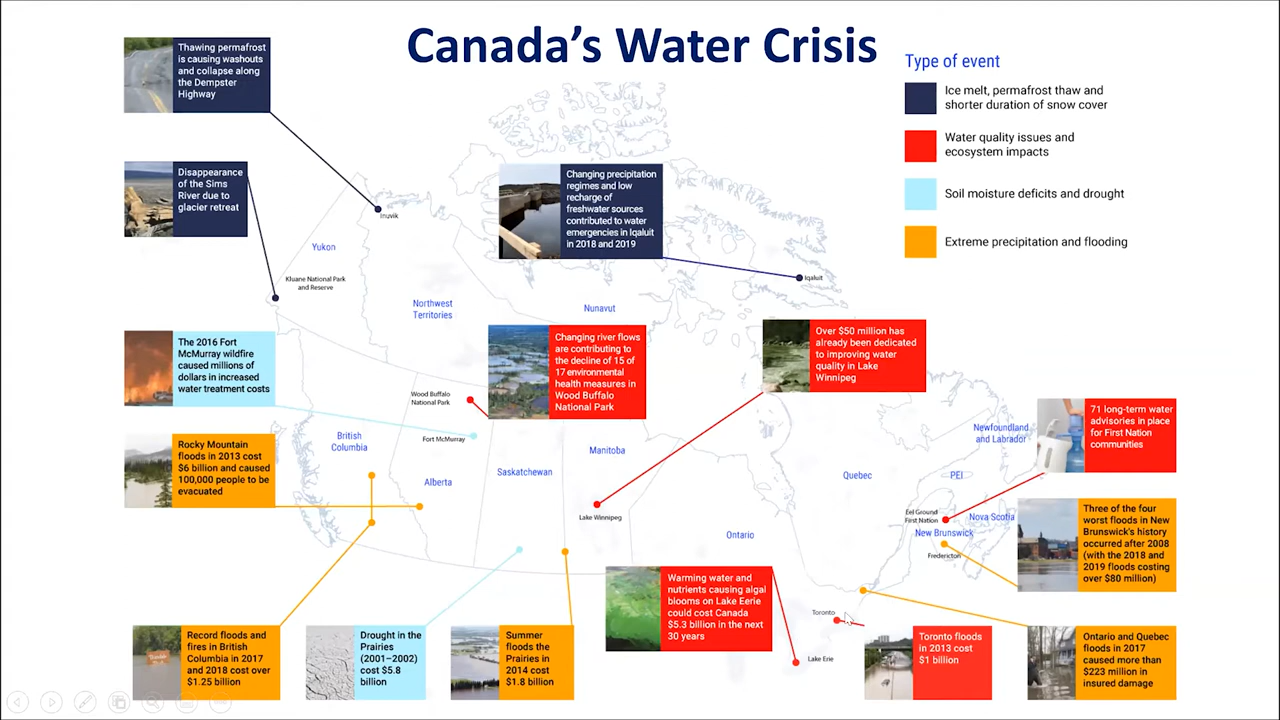 Canada's Water Crisis
Type of event
Ice melt, permafrost thaw and
shorter duration of snow cover
Water quality issues and
ecosystem impacts
Soil moisture deficits and drought
Extreme precipitation and flooding
Thawing permafrost
is causing washouts
and collapse along
the Dempster
Highway
Disappearance
of the Sims
River due to
glacier retreat
Changing precipitation
regimes and low
recharge of
freshwater sources
contributed to water
emergencies in Iqaluit
in 2018 and 2019
Inuvik
Yukon
Kluane National Park
and Reserve
Iqaluit
Northwest
Territories
Nunavut
The 2016 Fort
McMurray wildfire
caused millions of
dollars in increased
water treatment costs
Changing river flows
are contributing to
the decline of 15 of
17 environmental
health measures in
Wood Buffalo
National Park
Over $50 million has
already been dedicated
to improving water
quality in Lake
Winnipeg
Wood Buffalo
National Park
71 long-term water
advisories in place
for First Nation
communities
Fort McMurray
British
Columbia
Rocky Mountain
floods in 2013 cost
$6 billion and caused
100,000 people to be
evacuated
Alberta
Saskatchewan
Manitoba
Lake Winnipeg
Ontario
Quebec
Newfoundland
and Labrador
PEI
Eel Ground
First Nation
Nova Scotia
New Brunswick
Fredericton
Three of the four
worst floods in New
Brunswick's history
occurred after 2008
(with the 2018 and
2019 floods costing
over $80 million)
Warming water and
nutrients causing algal
blooms on Lake Eerie
could cost Canada
$5.3 billion in the next
30 years
Toronto
Lake Erie
Record floods and
fires in British
Columbia in 2017
and 2018 cost over
$1.25 billion
Drought in the
Prairies
(2001–2002)
cost $5.8
billion
Summer
floods the
Prairies in
2014 cost
$1.8 billion
Toronto floods
in 2013 cost
$1 billion
Ontario and Quebec
floods in 2017
caused more than
$223 million in
insured damage